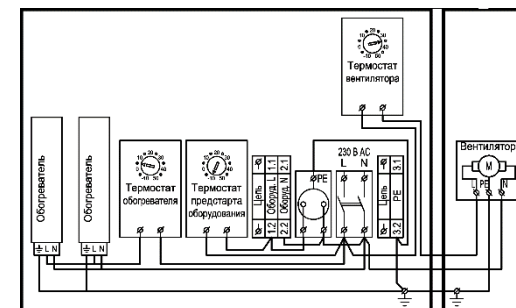 Термостат
вентилятора
Обогреватель
Обогреватель
Термостат
обогревателя
Термостат
предстарта
оборудования
Цепь
Оборуд. L
Оборуд. N
1.1
2.1
1.2
2.2
PE
230 В AC
L N
Цепь
PE
3.1
3.2
Вентилятор
M
L PE N
L N
L N